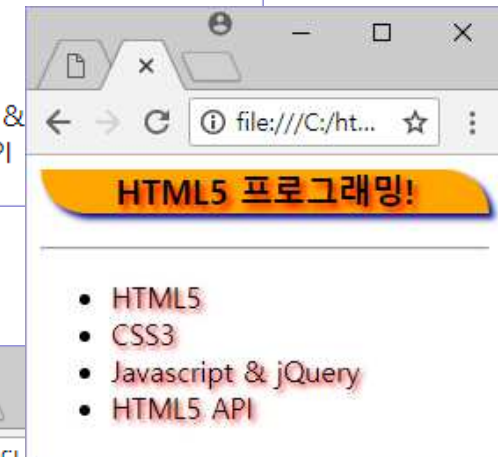 &
file:///C:/ht...
HTML5 프로그래밍!
HTML5
CSS3
Javascript & jQuery
HTML5 API